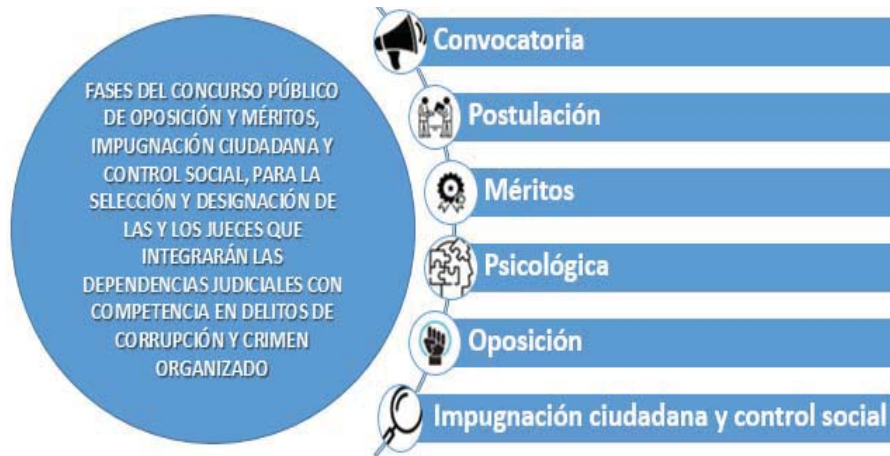 FASES DEL CONCURSO PÚBLICO
DE OPOSICIÓN Y MÉRITOS,
IMPUGNACIÓN CIUDADANA Y
CONTROL SOCIAL, PARA LA
SELECCIÓN Y DESIGNACIÓN DE
LAS Y LOS JUECES QUE
INTEGRARÁN LAS
DEPENDENCIAS JUDICIALES CON
COMPETENCIA EN DELITOS DE
CORRUPCIÓN Y CRIMEN
ORGANIZADO
Convocatoria
Postulación
Méritos
Psicológica
Oposición
Impugnación ciudadana y control social